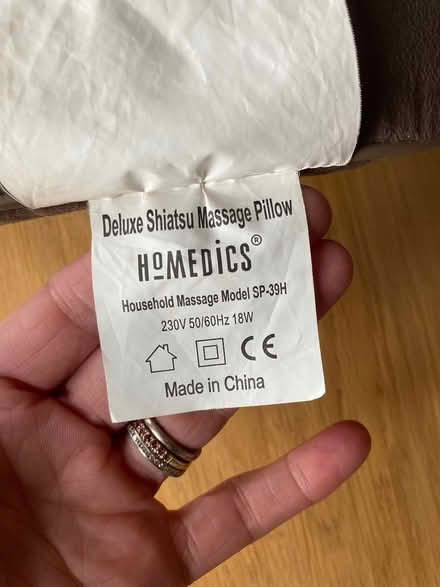 Deluxe Shiatsu Massage Pillow
HoMEDiCS®
Household Massage Model SP-39H
230V 50/60Hz 18W
CE
Made in China